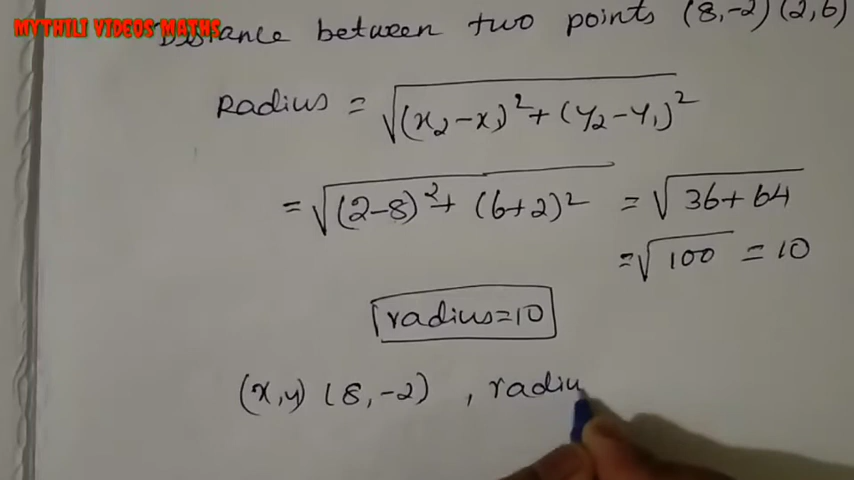 MYTHILI VIDEOS MATHS
Distance between two points (8,-2) (2,6)
Radius = √(x₂-x₁)² + (y₂-y₁)²
= √(2-8)² + (6+2)² = √36+64
= √100 = 10
radius=10
(x,y) (8,-2) , radiu